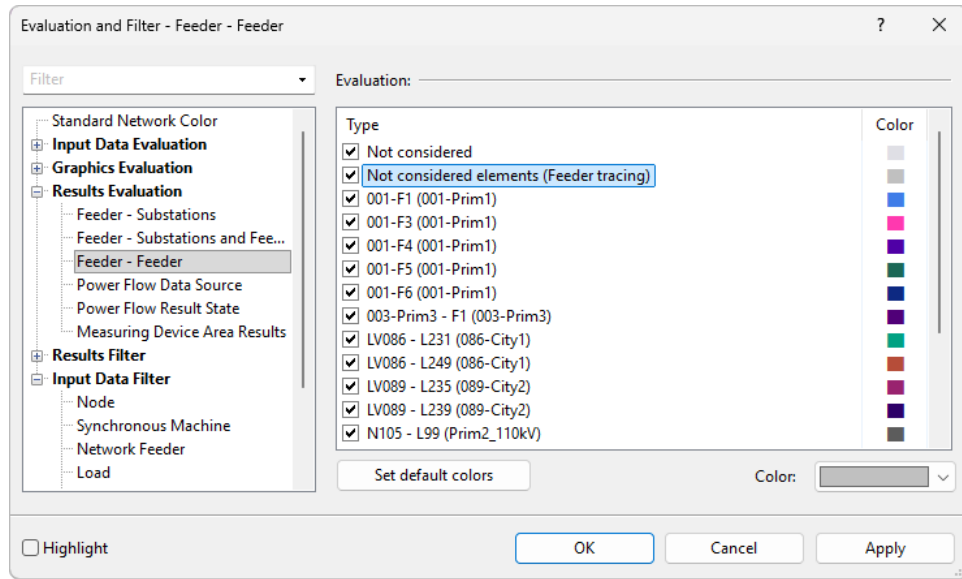 Evaluation and Filter - Feeder - Feeder
?
Filter
Evaluation:
Standard Network Color
Input Data Evaluation
Graphics Evaluation
Results Evaluation
Feeder - Substations
Feeder - Substations and Fee...
Feeder - Feeder
Power Flow Data Source
Power Flow Result State
Measuring Device Area Results
Results Filter
Input Data Filter
Node
Synchronous Machine
Network Feeder
Load
Type Color
Not considered
Not considered elements (Feeder tracing)
001-F1 (001-Prim1)
001-F3 (001-Prim1)
001-F4 (001-Prim1)
001-F5 (001-Prim1)
001-F6 (001-Prim1)
003-Prim3 - F1 (003-Prim3)
LV086 - L231 (086-City1)
LV086 - L249 (086-City1)
LV089 - L235 (089-City2)
LV089 - L239 (089-City2)
N105 - L99 (Prim2_110kV)
Set default colors
Color:
Highlight
OK
Cancel
Apply